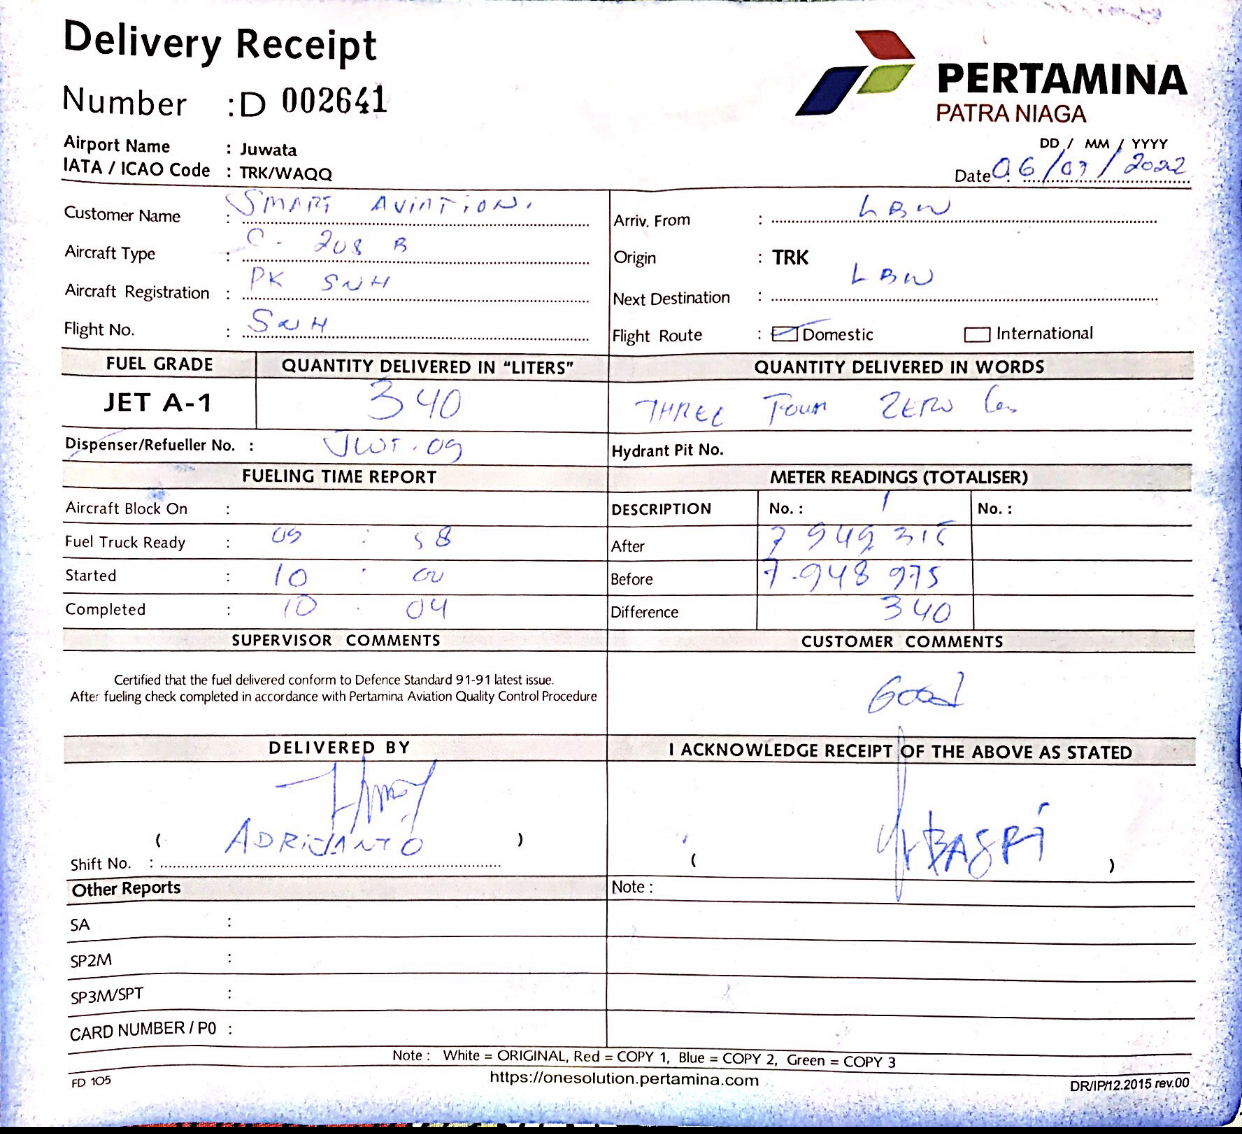 Delivery Receipt
Number : D 002641
PERTAMINA
PATRA NIAGA
Airport Name : Juwata
IATA / ICAO Code : TRK/WAQQ
DD / MM / YYYY
Date 06/07/2022
Customer Name : SMART AVIATION.
Aircraft Type : C. 208 B
Aircraft Registration : PK SNH
Flight No. : SNH
Arriv. From : LBW
Origin : TRK
Next Destination : LBW
Flight Route : Domestic International
FUEL GRADE QUANTITY DELIVERED IN "LITERS" QUANTITY DELIVERED IN WORDS
JET A-1 340 THREE FOUR ZERO
Dispenser/Refueller No. : JWT.09 Hydrant Pit No.
FUELING TIME REPORT METER READINGS (TOTALISER)
Aircraft Block On :
Fuel Truck Ready : 09 : 58
Started : 10 : 00
Completed : 10 . 04
DESCRIPTION No. : 1 No. :
After 7 949 315
Before 7.948 975
Difference 340
SUPERVISOR COMMENTS CUSTOMER COMMENTS
Certified that the fuel delivered conform to Defence Standard 91-91 latest issue.
After fueling check completed in accordance with Pertamina Aviation Quality Control Procedure
Good
DELIVERED BY I ACKNOWLEDGE RECEIPT OF THE ABOVE AS STATED
( ADRIJANTO )
( BASRI )
Shift No. :
Other Reports Note :
SA :
SP2M :
SP3M/SPT :
CARD NUMBER / P0 :
Note : White = ORIGINAL, Red = COPY 1, Blue = COPY 2, Green = COPY 3
FD 105 https://onesolution.pertamina.com DR/IP/12.2015 rev.00